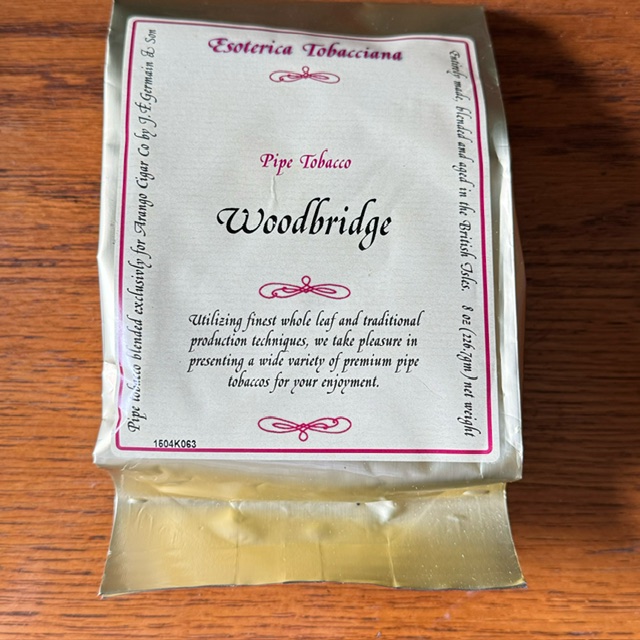 Esoterica Tobacciana
Pipe Tobacco
Woodbridge
Utilizing finest whole leaf and traditional
production techniques, we take pleasure in
presenting a wide variety of premium pipe
tobaccos for your enjoyment.
Pipe tobacco blended exclusivly for Arango Cigar Co by J.F. Germain & Son
Entirely made, blended and aged in the British Isles. 8 oz (226.7gm) net weight
1504K063